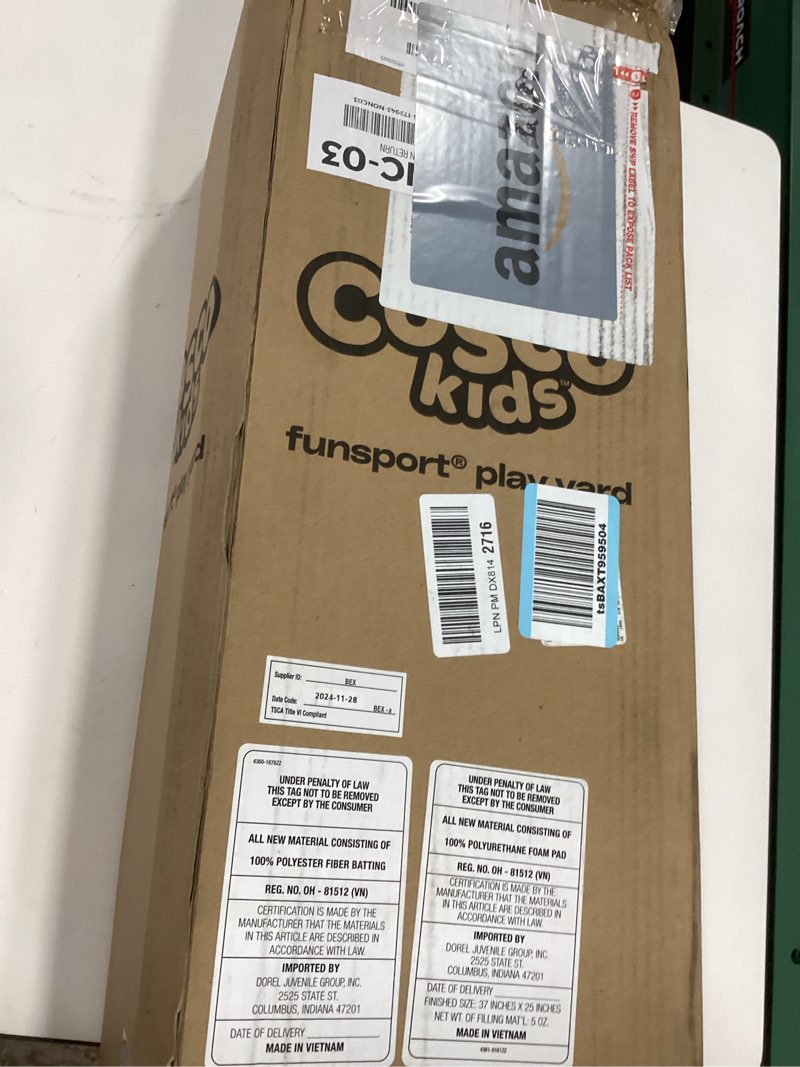 REMOVE SHIP LABEL TO EXPOSE PACK LIST
amazon
IC-03
N RETURN
Cosco
kids™
funsport® play yard
LPN PM DX814 2716
tsBAXT959504
Supplier ID: BEX
Date Code: 2024-11-28
BEX - a
TSCA Title VI Compliant
UNDER PENALTY OF LAW
THIS TAG NOT TO BE REMOVED
EXCEPT BY THE CONSUMER
ALL NEW MATERIAL CONSISTING OF
100% POLYESTER FIBER BATTING
REG. NO. OH - 81512 (VN)
CERTIFICATION IS MADE BY THE
MANUFACTURER THAT THE MATERIALS
IN THIS ARTICLE ARE DESCRIBED IN
ACCORDANCE WITH LAW.
IMPORTED BY
DOREL JUVENILE GROUP, INC.
2525 STATE ST.
COLUMBUS, INDIANA 47201
DATE OF DELIVERY
MADE IN VIETNAM
UNDER PENALTY OF LAW
THIS TAG NOT TO BE REMOVED
EXCEPT BY THE CONSUMER
ALL NEW MATERIAL CONSISTING OF
100% POLYURETHANE FOAM PAD
REG. NO. OH - 81512 (VN)
CERTIFICATION IS MADE BY THE
MANUFACTURER THAT THE MATERIALS
IN THIS ARTICLE ARE DESCRIBED IN
ACCORDANCE WITH LAW.
IMPORTED BY
DOREL JUVENILE GROUP, INC.
2525 STATE ST.
COLUMBUS, INDIANA 47201
DATE OF DELIVERY
FINISHED SIZE: 37 INCHES X 25 INCHES
NET WT. OF FILLING MAT'L: 5 OZ.
MADE IN VIETNAM